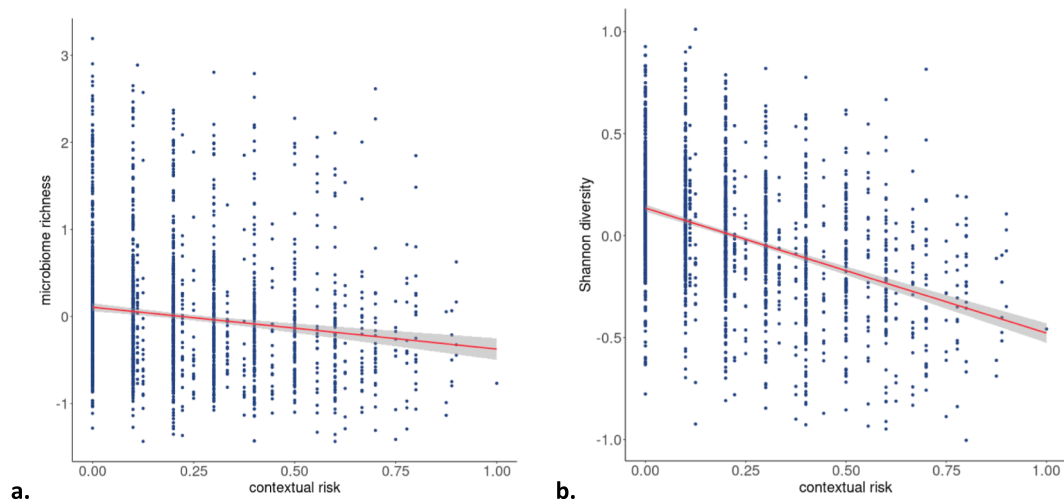 microbiome richness
3
2
1
0
-1
0.00 0.25 0.50 0.75 1.00
contextual risk
a.
Shannon diversity
1.0
0.5
0.0
-0.5
-1.0
0.00 0.25 0.50 0.75 1.00
contextual risk
b.